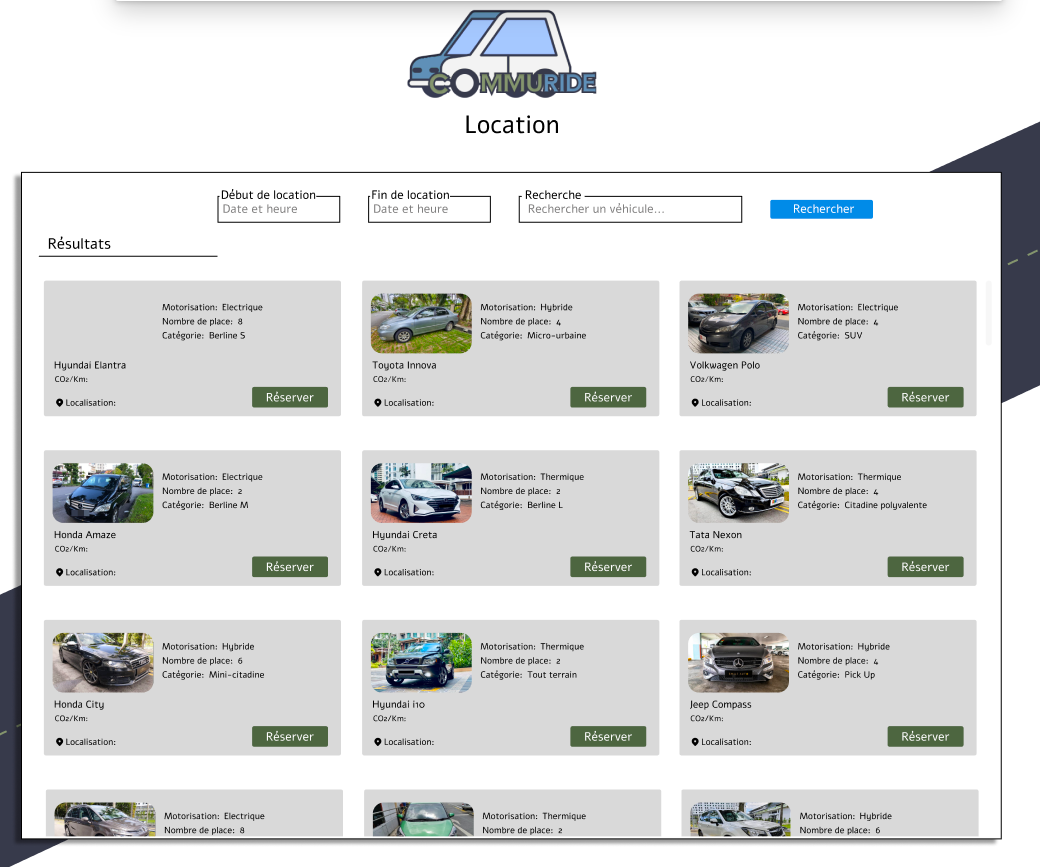 COMMURIDE
Location
Début de location
Fin de location
Recherche
Date et heure
Date et heure
Rechercher un véhicule...
Rechercher
Résultats
Motorisation: Electrique
Nombre de place: 8
Catégorie: Berline S
Hyundai Elantra
CO2/Km:
Localisation:
Réserver
Motorisation: Hybride
Nombre de place: 4
Catégorie: Micro-urbaine
Toyota Innova
CO2/Km:
Localisation:
Réserver
Motorisation: Electrique
Nombre de place: 4
Catégorie: SUV
Volkwagen Polo
CO2/Km:
Localisation:
Réserver
Motorisation: Electrique
Nombre de place: 2
Catégorie: Berline M
Honda Amaze
CO2/Km:
Localisation:
Réserver
Motorisation: Thermique
Nombre de place: 2
Catégorie: Berline L
Hyundai Creta
CO2/Km:
Localisation:
Réserver
Motorisation: Thermique
Nombre de place: 4
Catégorie: Citadine polyvalente
Tata Nexon
CO2/Km:
Localisation:
Réserver
Motorisation: Hybride
Nombre de place: 6
Catégorie: Mini-citadine
Honda City
CO2/Km:
Localisation:
Réserver
Motorisation: Thermique
Nombre de place: 2
Catégorie: Tout terrain
Hyundai i10
CO2/Km:
Localisation:
Réserver
Motorisation: Hybride
Nombre de place: 4
Catégorie: Pick Up
Jeep Compass
CO2/Km:
Localisation:
Réserver
Motorisation: Electrique
Nombre de place: 8
Motorisation: Thermique
Nombre de place: 2
Motorisation: Hybride
Nombre de place: 6